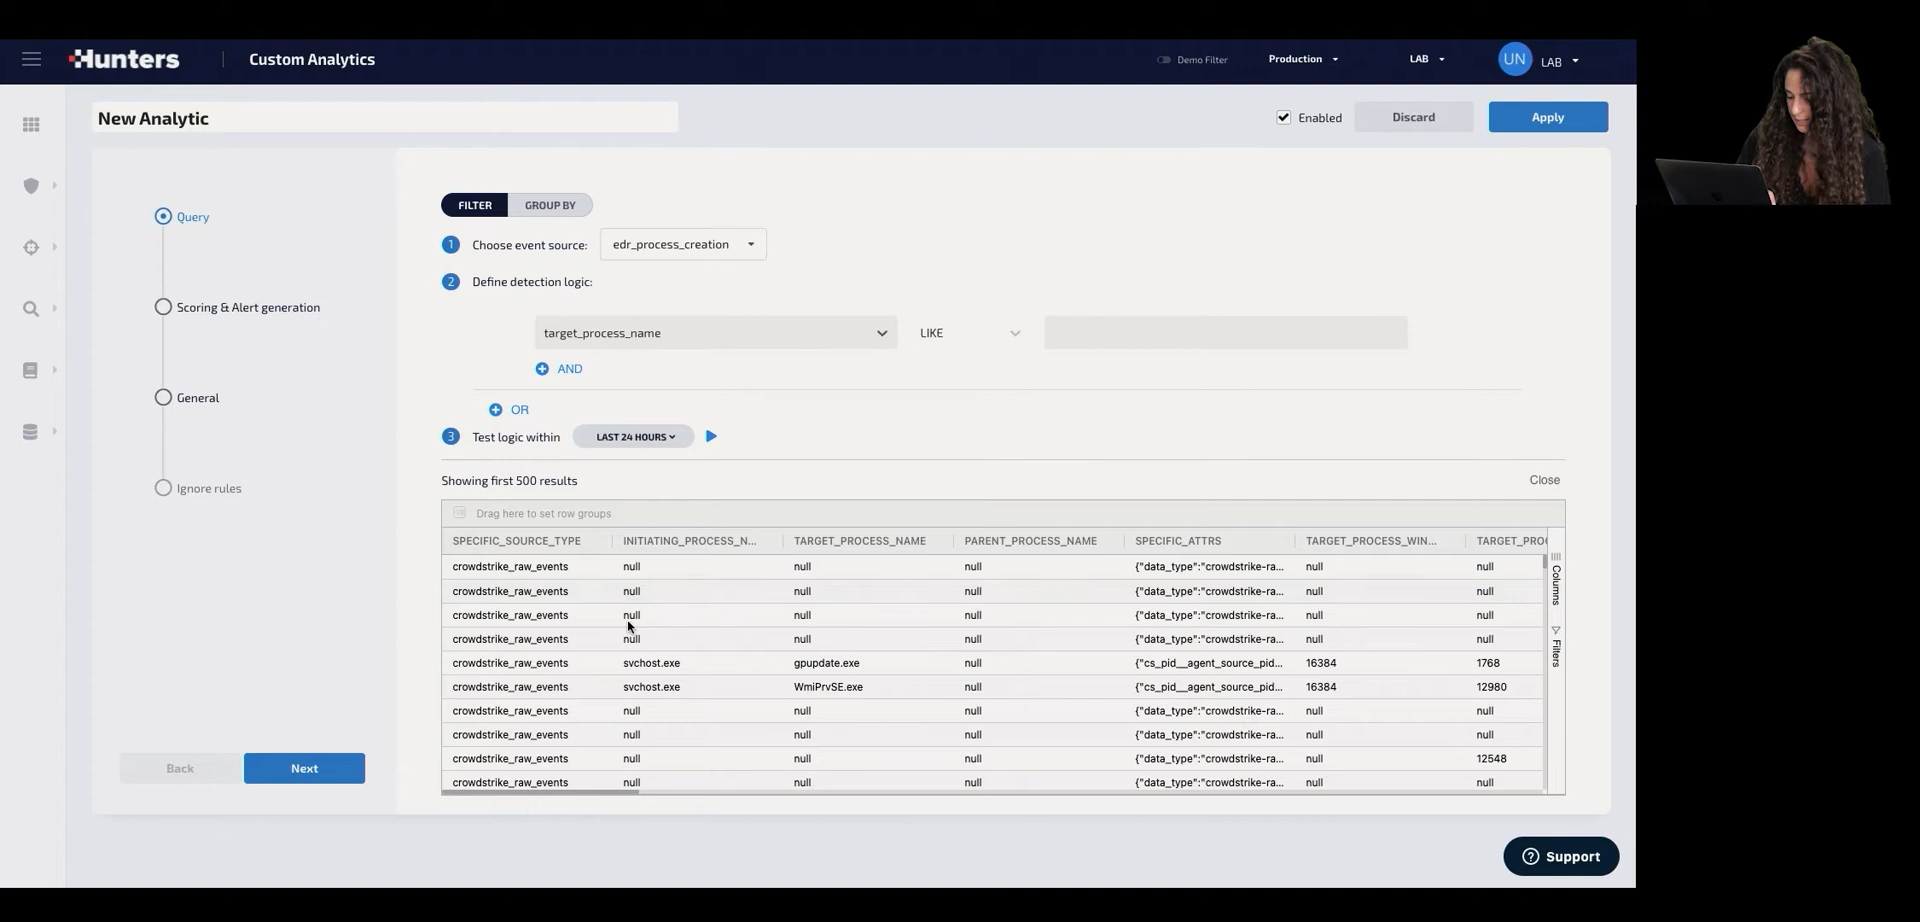 Hunters Custom Analytics Demo Filter Production LAB UN LAB
New Analytic Enabled Discard Apply
Query
Scoring & Alert generation
General
Ignore rules
Back Next
FILTER GROUP BY
1 Choose event source: edr_process_creation
2 Define detection logic:
target_process_name LIKE
AND
OR
3 Test logic within LAST 24 HOURS
Showing first 500 results Close
Drag here to set row groups
SPECIFIC_SOURCE_TYPE INITIATING_PROCESS_N... TARGET_PROCESS_NAME PARENT_PROCESS_NAME SPECIFIC_ATTRS TARGET_PROCESS_WIN... TARGET_PROC
crowdstrike_raw_events null null null {"data_type":"crowdstrike-ra... null null
crowdstrike_raw_events null null null {"data_type":"crowdstrike-ra... null null
crowdstrike_raw_events null null null {"data_type":"crowdstrike-ra... null null
crowdstrike_raw_events null null null {"data_type":"crowdstrike-ra... null null
crowdstrike_raw_events svchost.exe gpupdate.exe null {"cs_pid__agent_source_pid... 16384 1768
crowdstrike_raw_events svchost.exe WmiPrvSE.exe null {"cs_pid__agent_source_pid... 16384 12980
crowdstrike_raw_events null null null {"data_type":"crowdstrike-ra... null null
crowdstrike_raw_events null null null {"data_type":"crowdstrike-ra... null null
crowdstrike_raw_events null null null {"data_type":"crowdstrike-ra... null 12548
crowdstrike_raw_events null null null {"data_type":"crowdstrike-ra... null null
Columns
Filters
Support